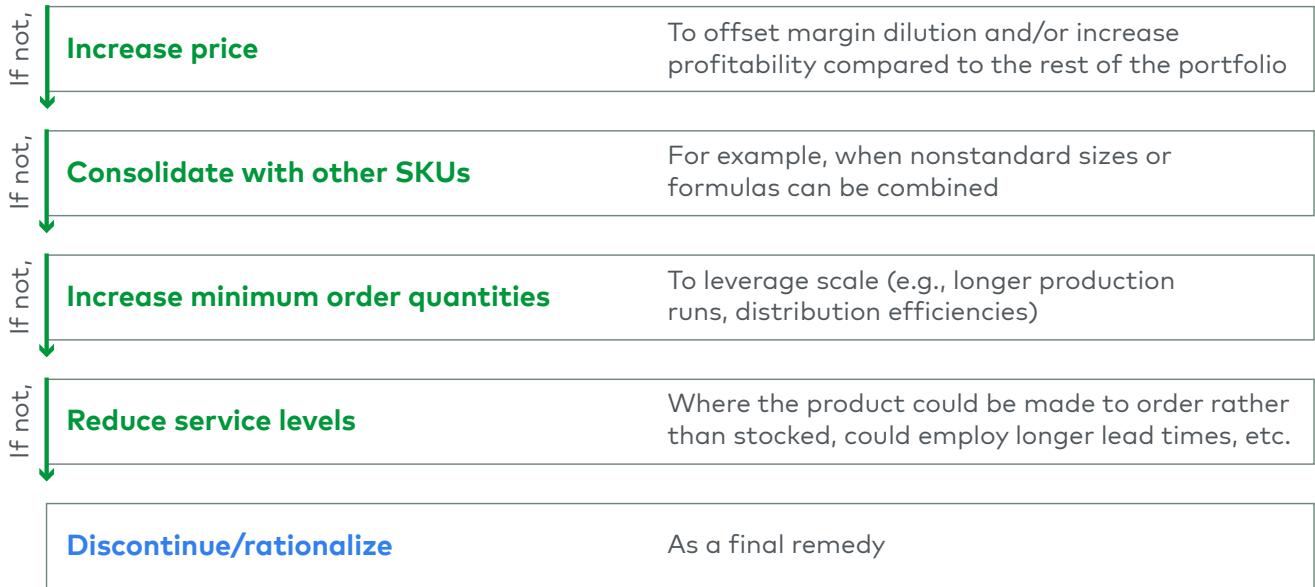 If not,
Increase price
To offset margin dilution and/or increase
profitability compared to the rest of the portfolio
If not,
Consolidate with other SKUs
For example, when nonstandard sizes or
formulas can be combined
If not,
Increase minimum order quantities
To leverage scale (e.g., longer production
runs, distribution efficiencies)
If not,
Reduce service levels
Where the product could be made to order rather
than stocked, could employ longer lead times, etc.
Discontinue/rationalize
As a final remedy